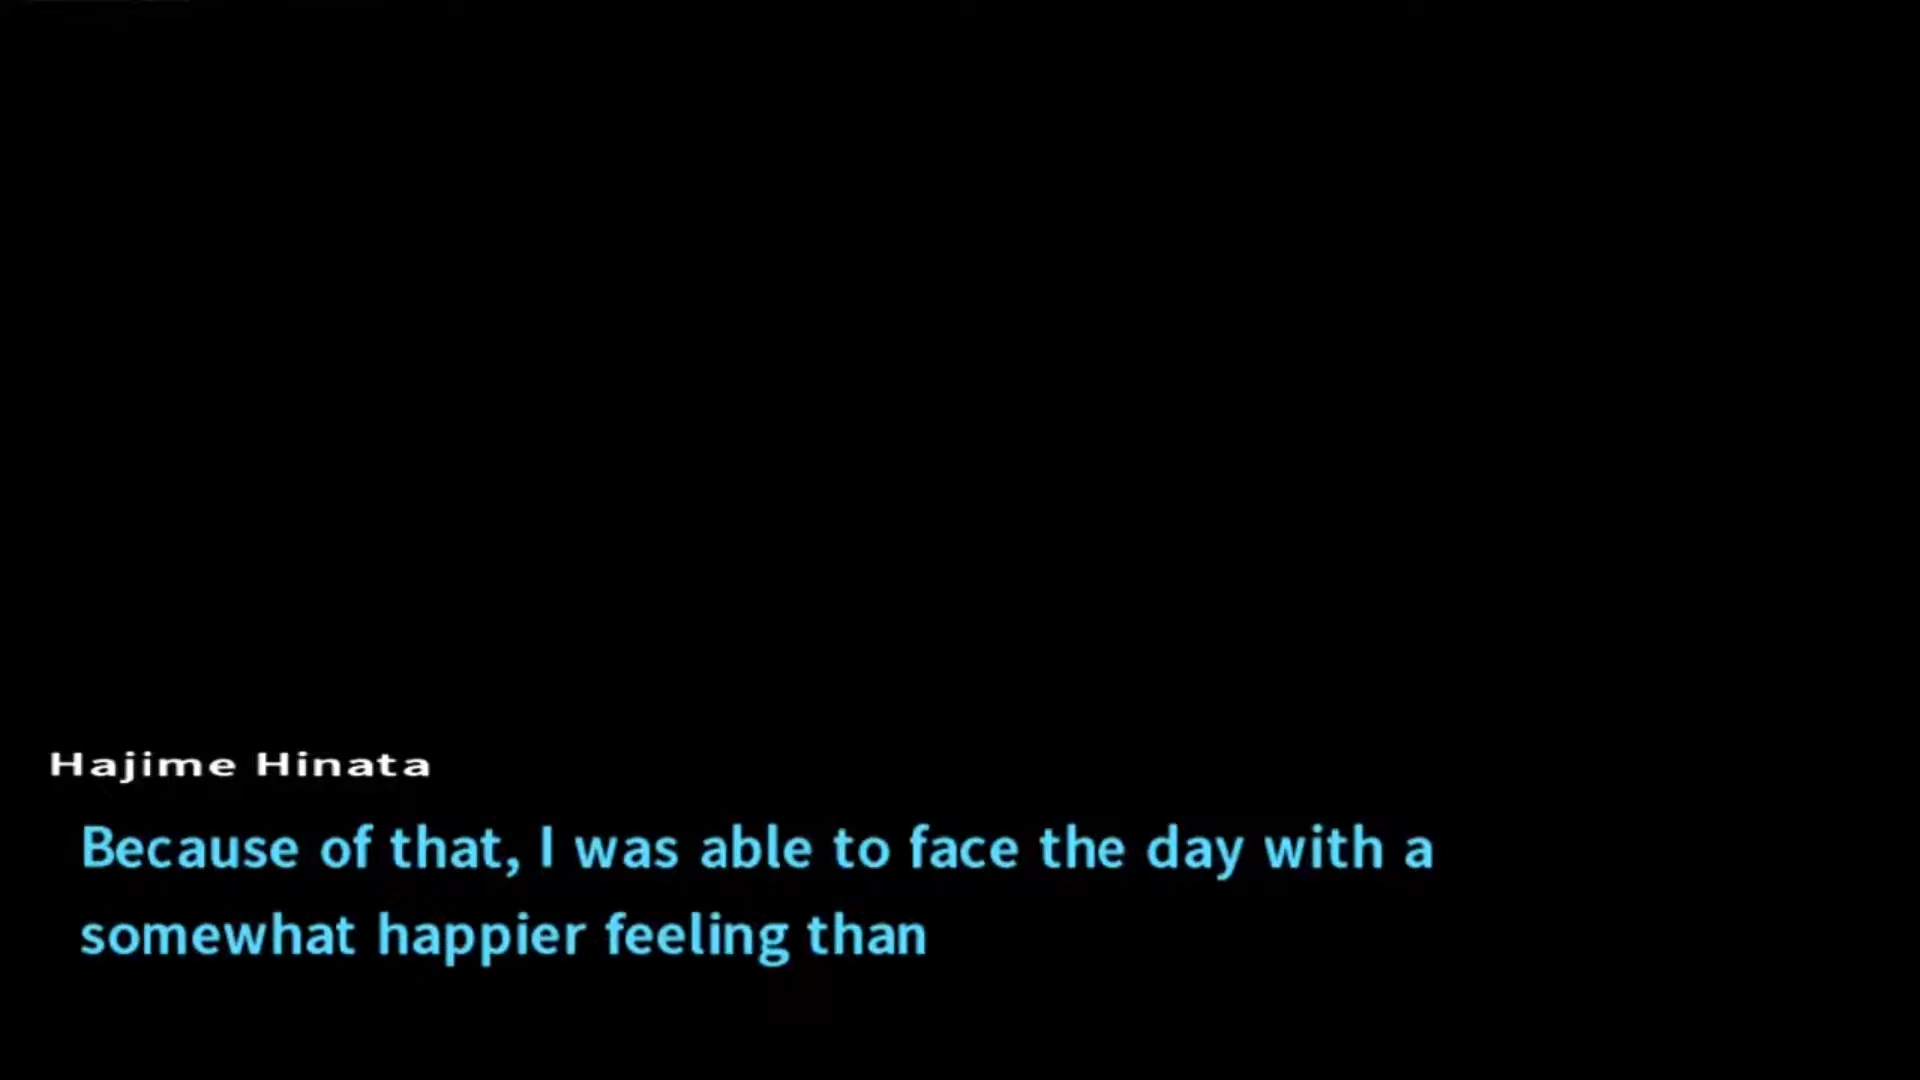 Hajime Hinata
Because of that, I was able to face the day with a
somewhat happier feeling than